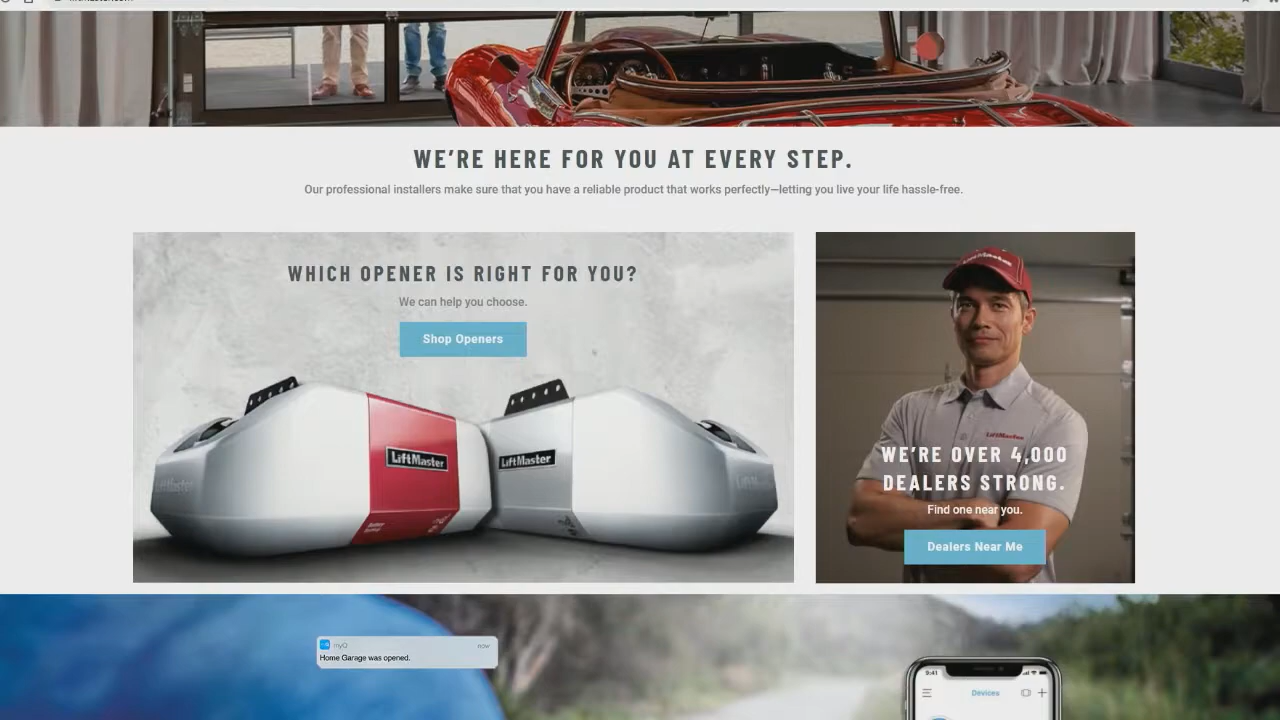 WE'RE HERE FOR YOU AT EVERY STEP.
Our professional installers make sure that you have a reliable product that works perfectly—letting you live your life hassle-free.
WHICH OPENER IS RIGHT FOR YOU?
We can help you choose.
Shop Openers
LiftMaster
LiftMaster
LiftMaster
LiftMaster
WE'RE OVER 4,000
DEALERS STRONG.
Find one near you.
Dealers Near Me
myQ
now
Home Garage was opened.
9:41
Devices